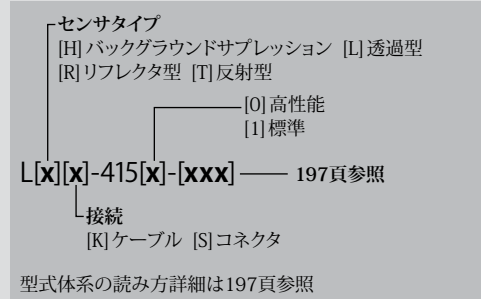 センサタイプ
[H]バックグラウンドサプレッション [L]透過型
[R]リフレクタ型 [T]反射型
[0]高性能
[1]標準
L[x][x]-415[x]-[xxx] 197頁参照
接続
[K]ケーブル [S]コネクタ
型式体系の読み方詳細は197頁参照